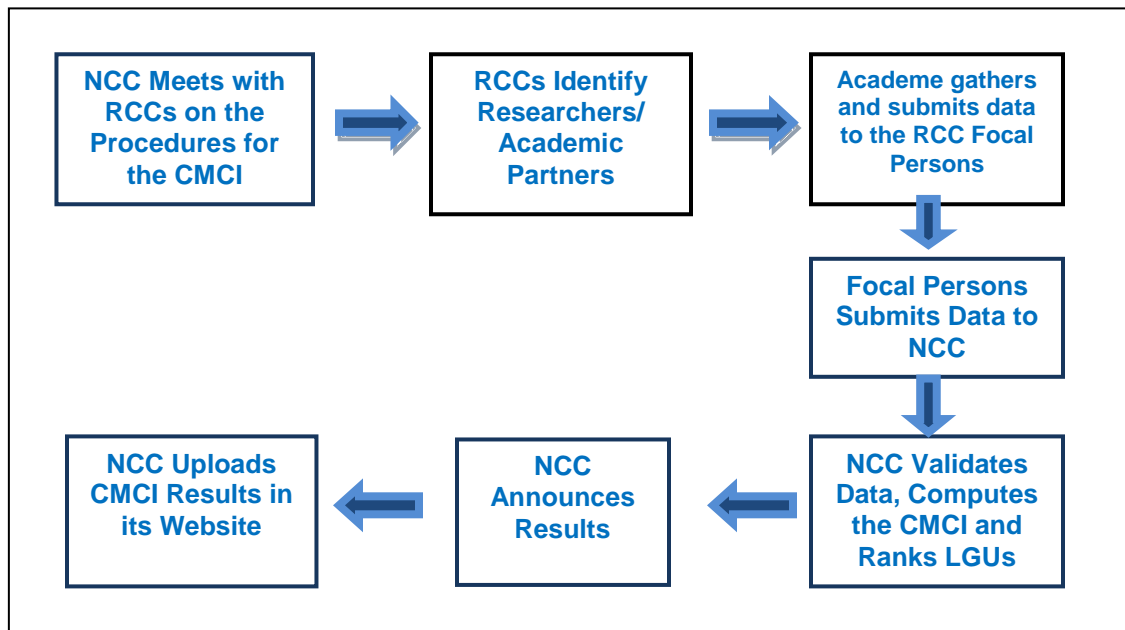 NCC Meets with
RCCs on the
Procedures for
the CMCI
RCCs Identify
Researchers/
Academic
Partners
Academe gathers
and submits data
to the RCC Focal
Persons
Focal Persons
Submits Data to
NCC
NCC Validates
Data, Computes
the CMCI and
Ranks LGUs
NCC
Announces
Results
NCC Uploads
CMCI Results in
its Website